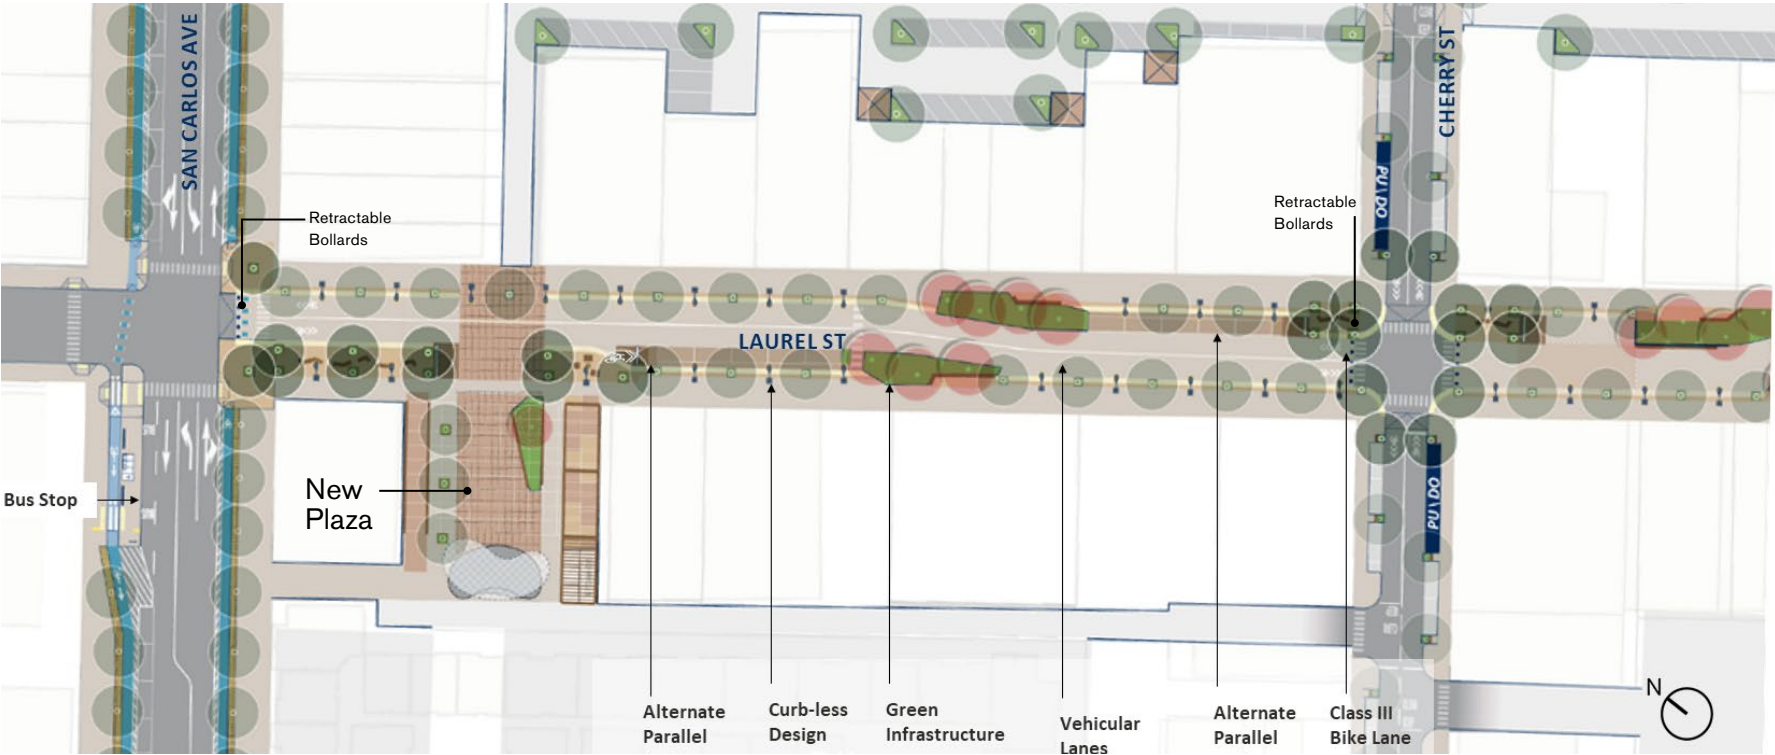 SAN CARLOS AVE
CHERRY ST
PU \ DO
Retractable
Bollards
Retractable
Bollards
LAUREL ST
New
Plaza
Bus Stop
PU \ DO
Alternate
Parallel
Curb-less
Design
Green
Infrastructure
Vehicular
Lanes
Alternate
Parallel
Class III
Bike Lane
N